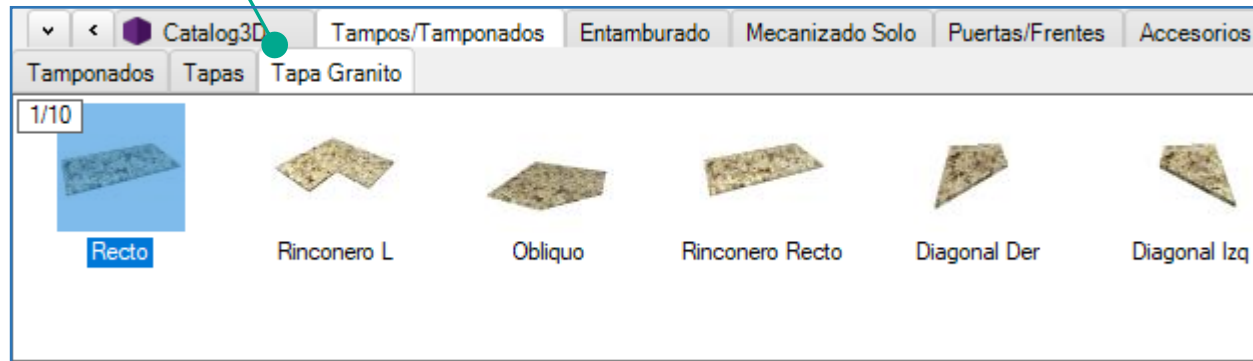 Catalog3D Tampos/Tamponados Entamburado Mecanizado Solo Puertas/Frentes Accesorios
Tamponados Tapas Tapa Granito
1/10
Recto Rinconero L Obliquo Rinconero Recto Diagonal Der Diagonal Izq